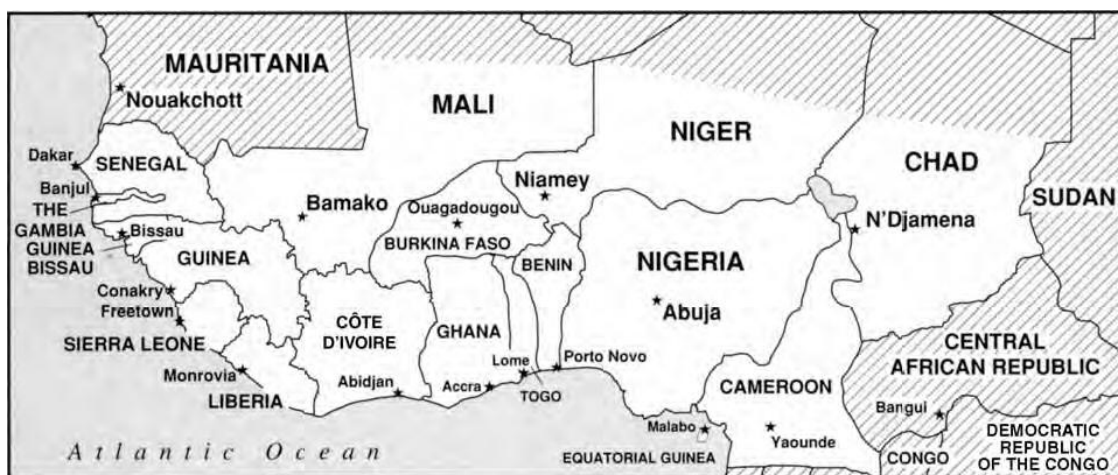 MAURITANIA
Nouakchott
MALI
NIGER
CHAD
SUDAN
Dakar
SENEGAL
Banjul
THE
GAMBIA
Bissau
GUINEA
BISSAU
GUINEA
Bamako
Niamey
Ouagadougou
BURKINA FASO
BENIN
NIGERIA
Abuja
N'Djamena
Conakry
Freetown
SIERRA LEONE
Monrovia
LIBERIA
CÔTE
D'IVOIRE
Abidjan
GHANA
Accra
Lome
TOGO
Porto Novo
CAMEROON
Yaounde
Malabo
EQUATORIAL GUINEA
CENTRAL
AFRICAN REPUBLIC
Bangui
CONGO
DEMOCRATIC
REPUBLIC
OF THE CONGO
Atlantic Ocean